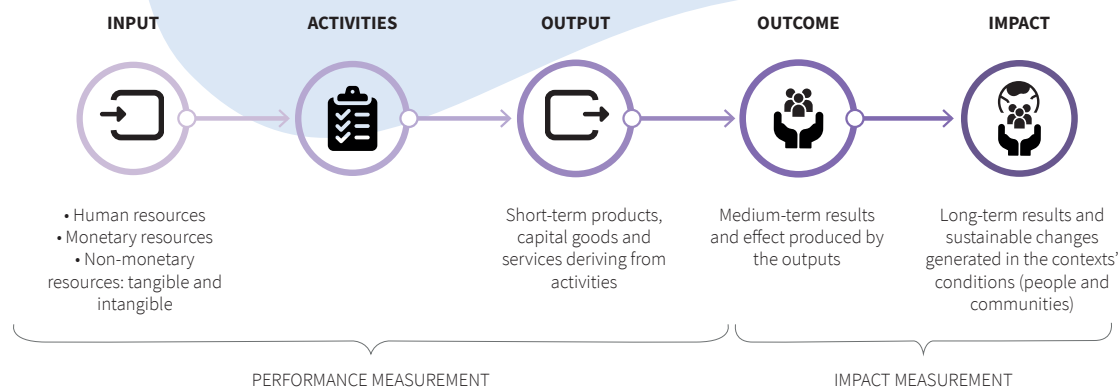 INPUT
ACTIVITIES
OUTPUT
OUTCOME
IMPACT
• Human resources
• Monetary resources
• Non-monetary
resources: tangible and
intangible
Short-term products,
capital goods and
services deriving from
activities
Medium-term results
and effect produced by
the outputs
Long-term results and
sustainable changes
generated in the contexts’
conditions (people and
communities)
PERFORMANCE MEASUREMENT
IMPACT MEASUREMENT